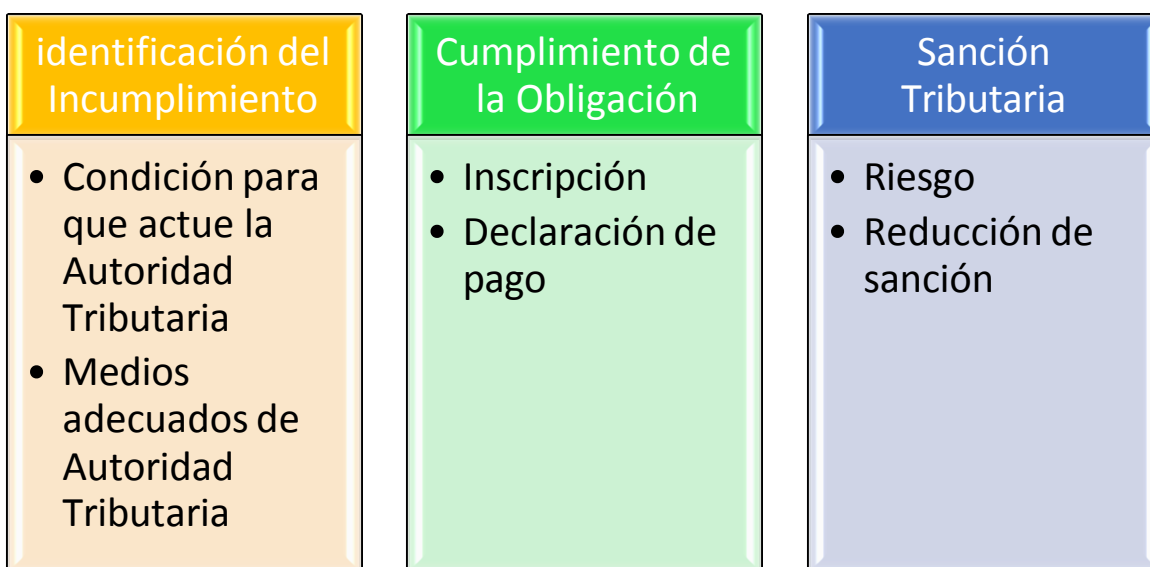 identificación del
Incumplimiento
• Condición para
que actue la
Autoridad
Tributaria
• Medios
adecuados de
Autoridad
Tributaria
Cumplimiento de
la Obligación
• Inscripción
• Declaración de
pago
Sanción
Tributaria
• Riesgo
• Reducción de
sanción